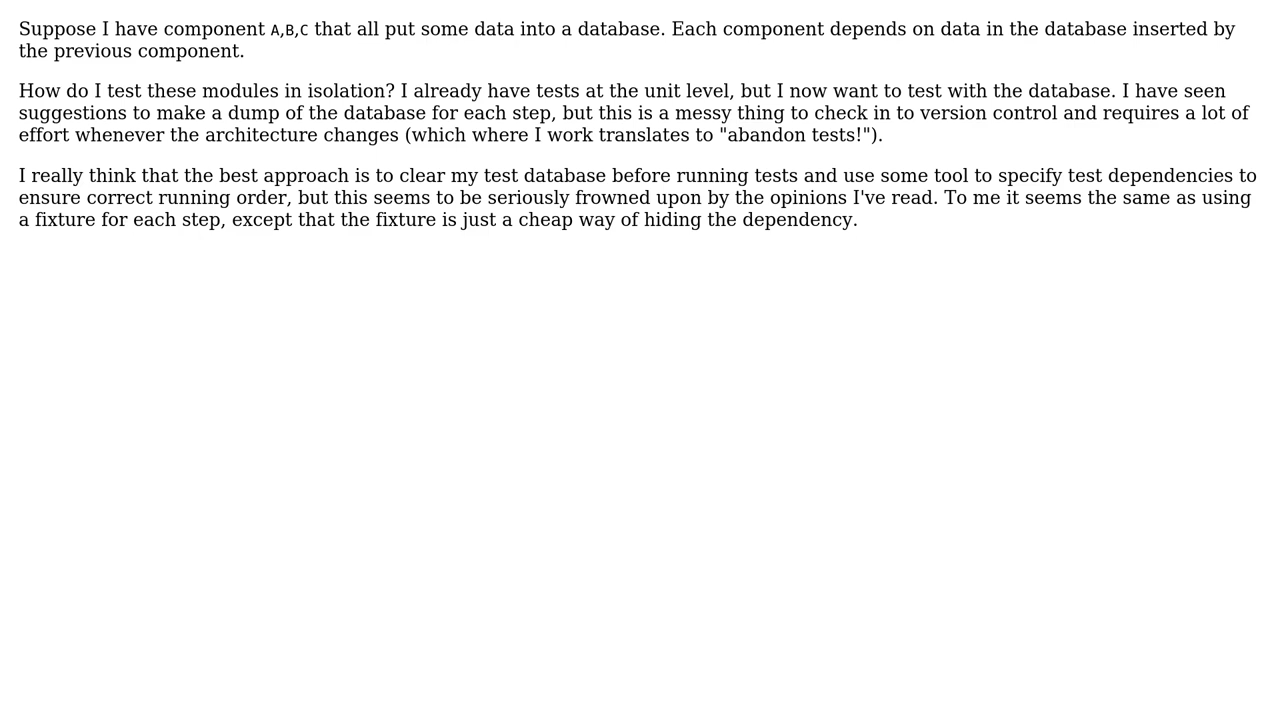 Suppose I have component A,B,C that all put some data into a database. Each component depends on data in the database inserted by
the previous component.
How do I test these modules in isolation? I already have tests at the unit level, but I now want to test with the database. I have seen
suggestions to make a dump of the database for each step, but this is a messy thing to check in to version control and requires a lot of
effort whenever the architecture changes (which where I work translates to "abandon tests!").
I really think that the best approach is to clear my test database before running tests and use some tool to specify test dependencies to
ensure correct running order, but this seems to be seriously frowned upon by the opinions I've read. To me it seems the same as using
a fixture for each step, except that the fixture is just a cheap way of hiding the dependency.